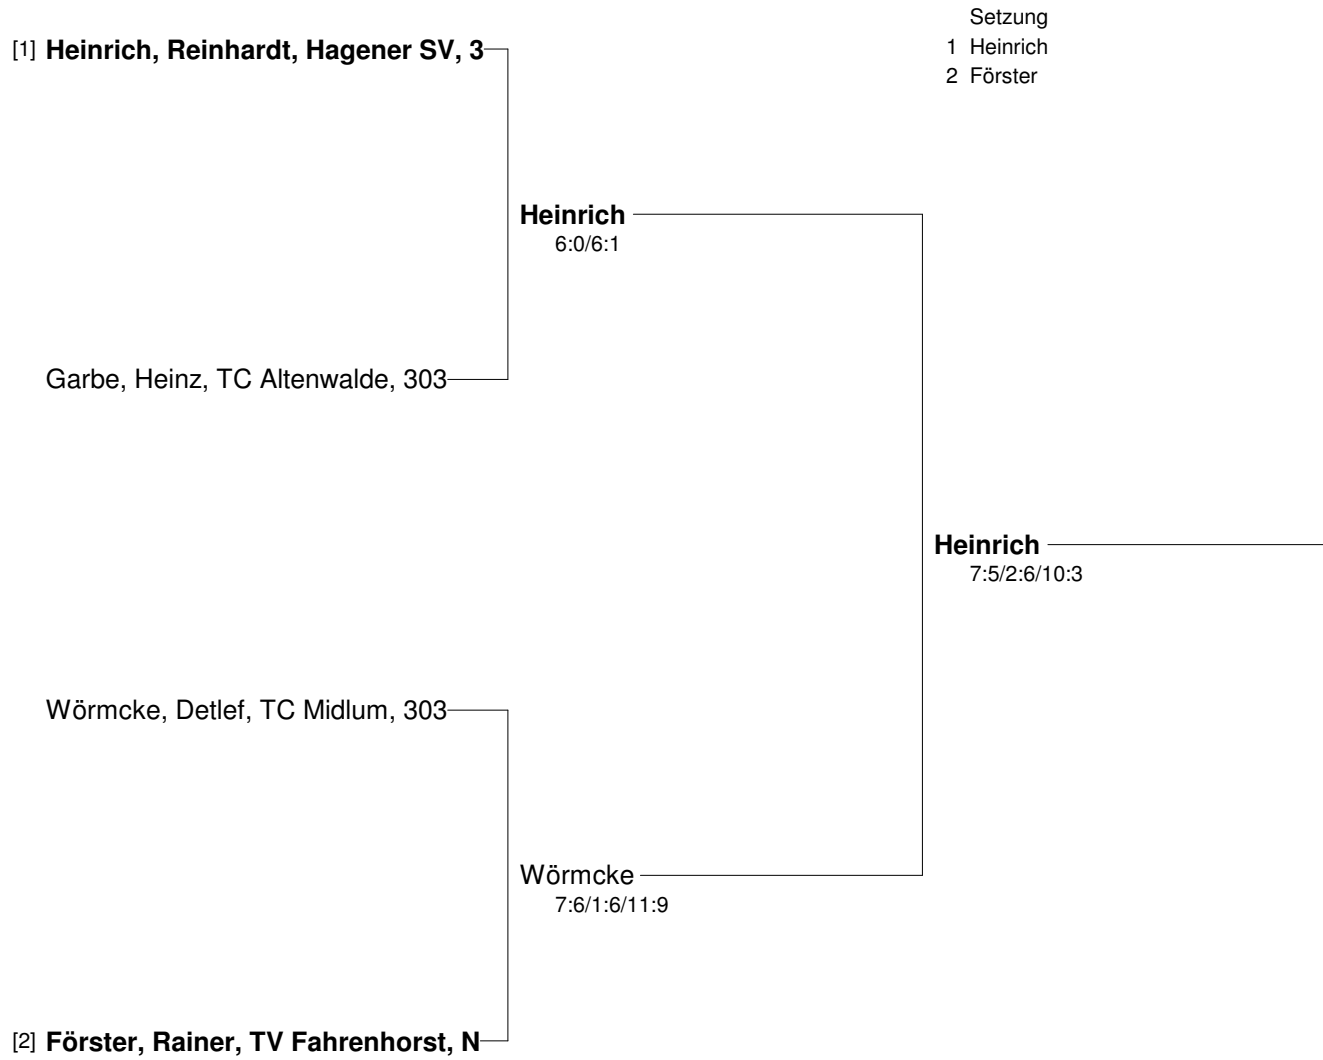 Setzung
1 Heinrich
2 Förster
[1] Heinrich, Reinhardt, Hagener SV, 3
Heinrich
6:0/6:1
Garbe, Heinz, TC Altenwalde, 303
Heinrich
7:5/2:6/10:3
Wörmcke, Detlef, TC Midlum, 303
Wörmcke
7:6/1:6/11:9
[2] Förster, Rainer, TV Fahrenhorst, N